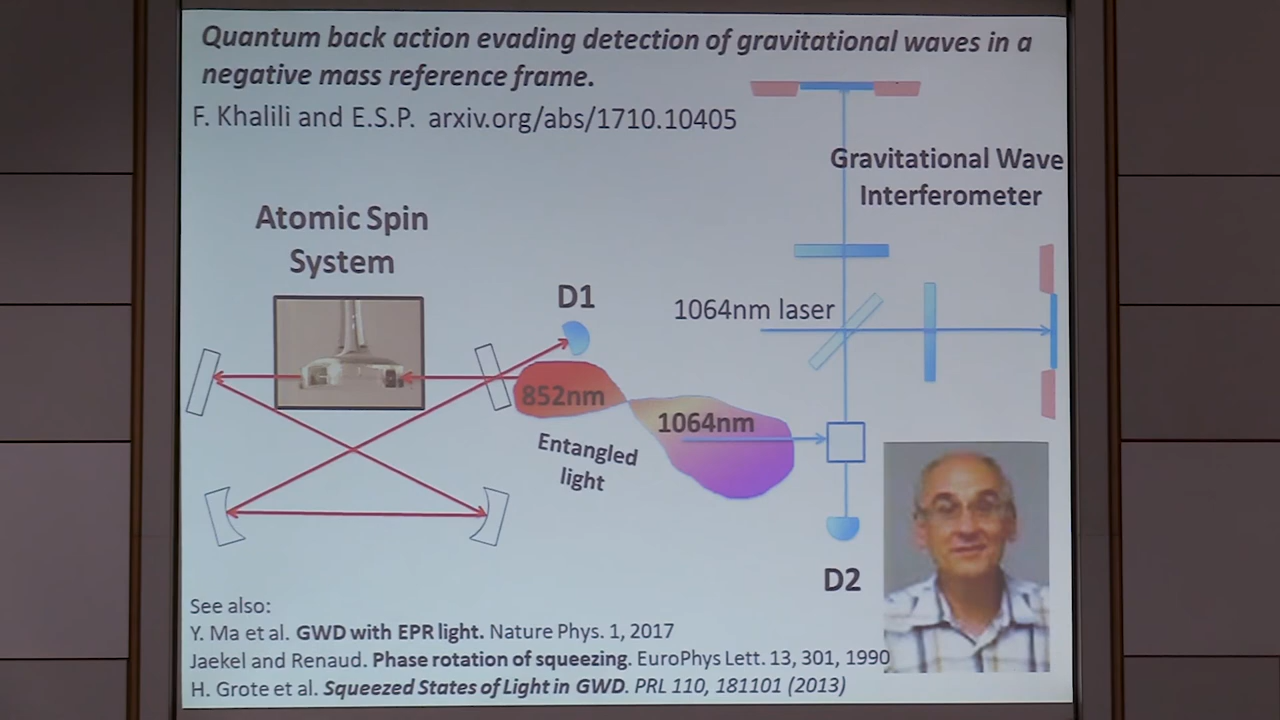 Quantum back action evading detection of gravitational waves in a
negative mass reference frame.
F. Khalili and E.S.P. arxiv.org/abs/1710.10405
Gravitational Wave
Interferometer
Atomic Spin
System
D1
1064nm laser
852nm
1064nm
Entangled
light
D2
See also:
Y. Ma et al. GWD with EPR light. Nature Phys. 1, 2017
Jaekel and Renaud. Phase rotation of squeezing. EuroPhys Lett. 13, 301, 1990
H. Grote et al. Squeezed States of Light in GWD. PRL 110, 181101 (2013)